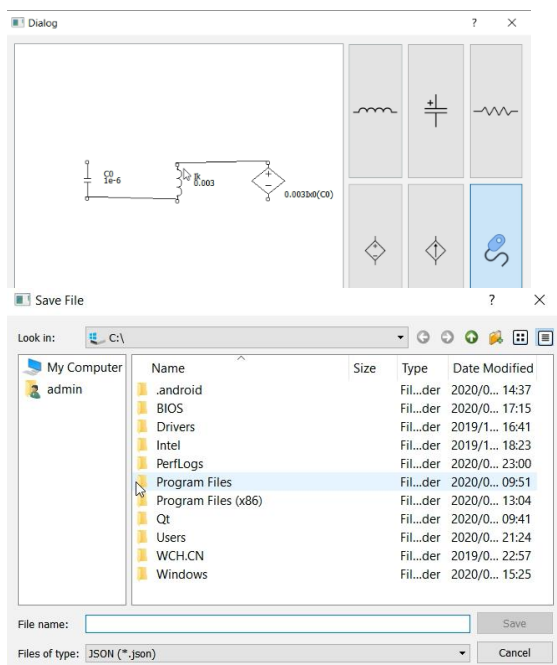 Dialog ? ×
C0
1e-6
0.003
0.003Dx0(C0)
Save File ? ×
Look in: C:\
My Computer
admin
Name Size Type Date Modified
.android Fil...der 2020/0... 14:37
BIOS Fil...der 2020/0... 17:15
Drivers Fil...der 2019/1... 16:41
Intel Fil...der 2019/1... 18:23
PerfLogs Fil...der 2020/0... 23:00
Program Files Fil...der 2020/0... 09:51
Program Files (x86) Fil...der 2020/0... 13:04
Qt Fil...der 2020/0... 09:41
Users Fil...der 2020/0... 21:24
WCH.CN Fil...der 2019/0... 22:57
Windows Fil...der 2020/0... 15:25
File name: Save
Files of type: JSON (*.json) Cancel